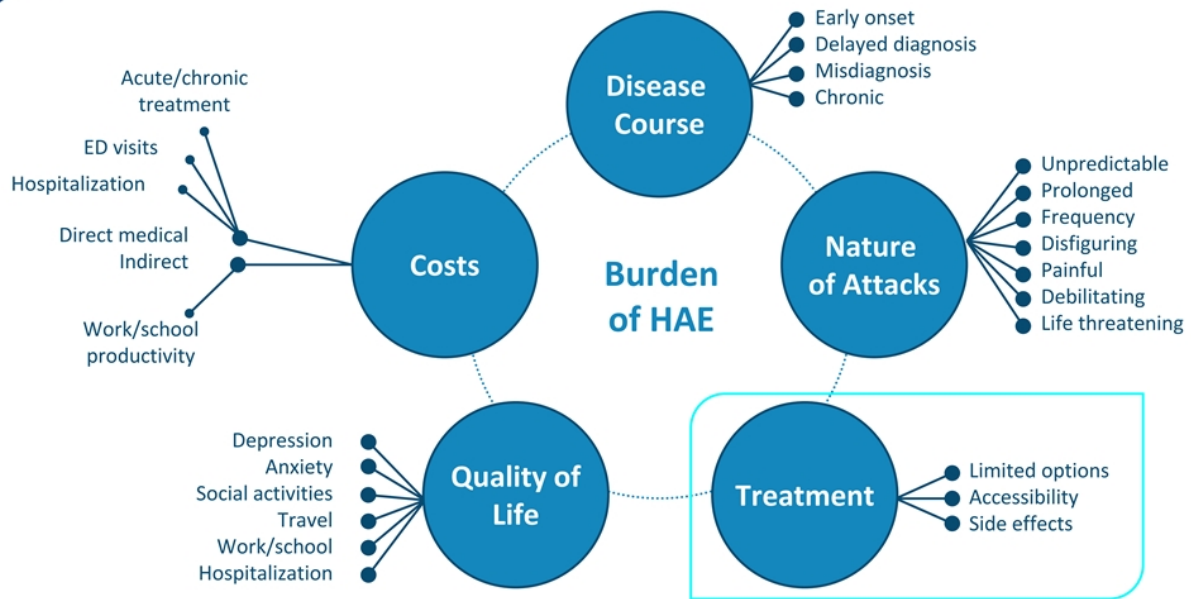 Disease
Course
Early onset
Delayed diagnosis
Misdiagnosis
Chronic
Nature
of Attacks
Unpredictable
Prolonged
Frequency
Disfiguring
Painful
Debilitating
Life threatening
Treatment
Limited options
Accessibility
Side effects
Quality of
Life
Depression
Anxiety
Social activities
Travel
Work/school
Hospitalization
Costs
Acute/chronic
treatment
ED visits
Hospitalization
Direct medical
Indirect
Work/school
productivity
Burden
of HAE